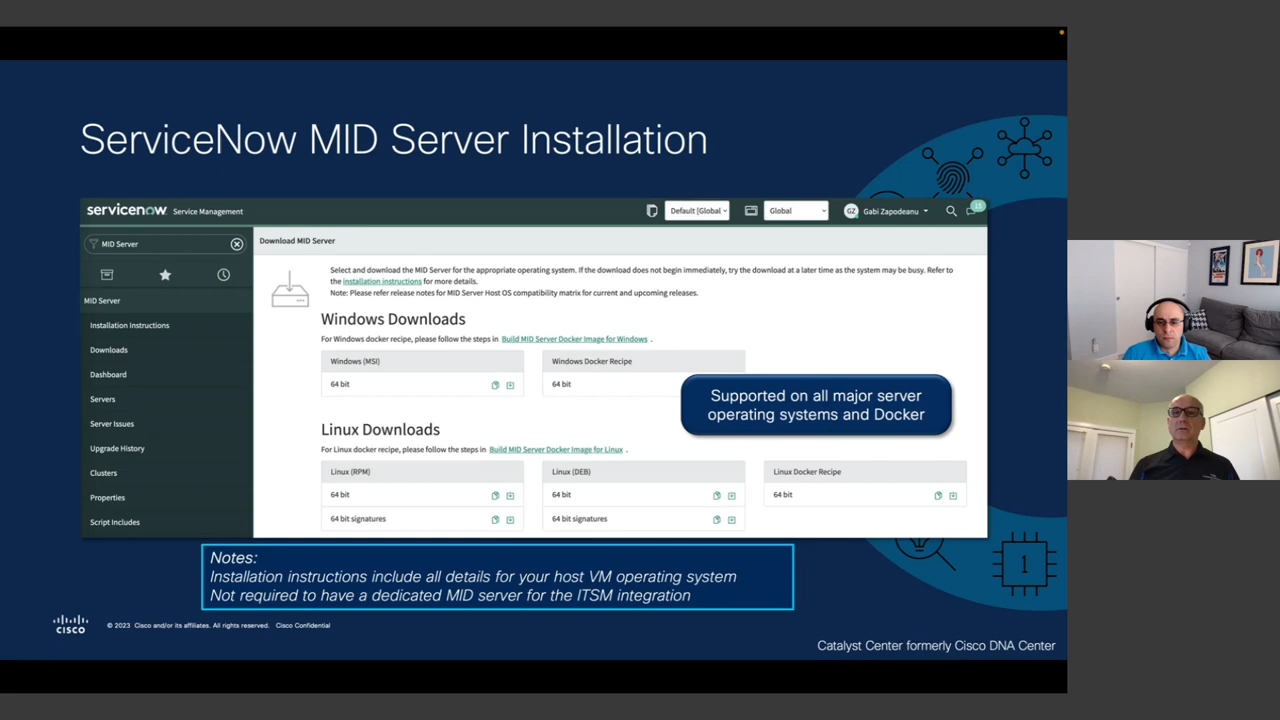 ServiceNow MID Server Installation
servicenow Service Management
Default [Global
Global
GZ
Gabi Zapodeanu
MID Server
Download MID Server
MID Server
Installation Instructions
Downloads
Dashboard
Servers
Server Issues
Upgrade History
Clusters
Properties
Script Includes
Select and download the MID Server for the appropriate operating system. If the download does not begin immediately, try the download at a later time as the system may be busy. Refer to
the installation instructions for more details.
Note: Please refer release notes for MID Server Host OS compatibility matrix for current and upcoming releases.
Windows Downloads
For Windows docker recipe, please follow the steps in Build MID Server Docker Image for Windows .
Windows (MSI)
Windows Docker Recipe
64 bit
64 bit
Supported on all major server
operating systems and Docker
Linux Downloads
For Linux docker recipe, please follow the steps in Build MID Server Docker Image for Linux .
Linux (RPM)
Linux (DEB)
Linux Docker Recipe
64 bit
64 bit
64 bit
64 bit signatures
64 bit signatures
Notes:
Installation instructions include all details for your host VM operating system
Not required to have a dedicated MID server for the ITSM integration
1
CISCO
© 2023 Cisco and/or its affiliates. All rights reserved. Cisco Confidential
Catalyst Center formerly Cisco DNA Center